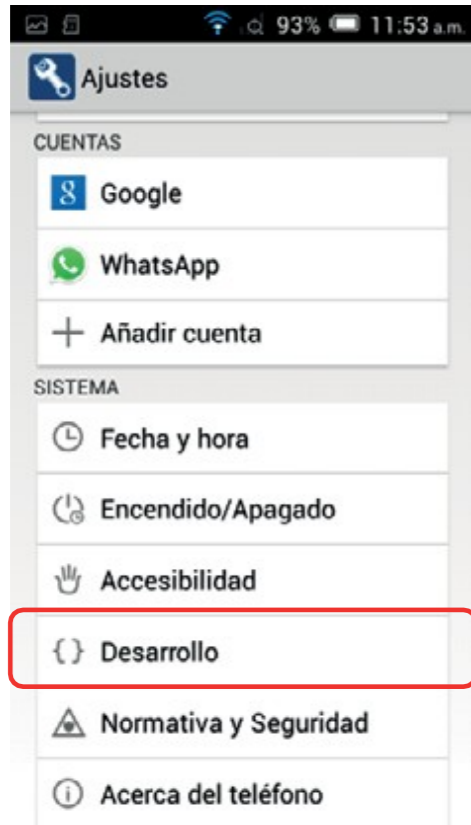 93% 11:53 a.m.
Ajustes
CUENTAS
Google
WhatsApp
Añadir cuenta
SISTEMA
Fecha y hora
Encendido/Apagado
Accesibilidad
{} Desarrollo
Normativa y Seguridad
Acerca del teléfono